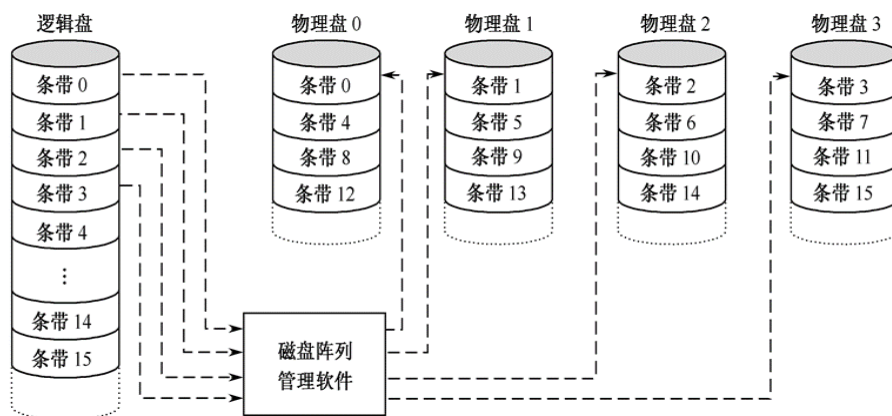 逻辑盘
条带 0
条带 1
条带 2
条带 3
条带 4
⋮
条带 14
条带 15
物理盘 0
条带 0
条带 4
条带 8
条带 12
物理盘 1
条带 1
条带 5
条带 9
条带 13
物理盘 2
条带 2
条带 6
条带 10
条带 14
物理盘 3
条带 3
条带 7
条带 11
条带 15
磁盘阵列
管理软件